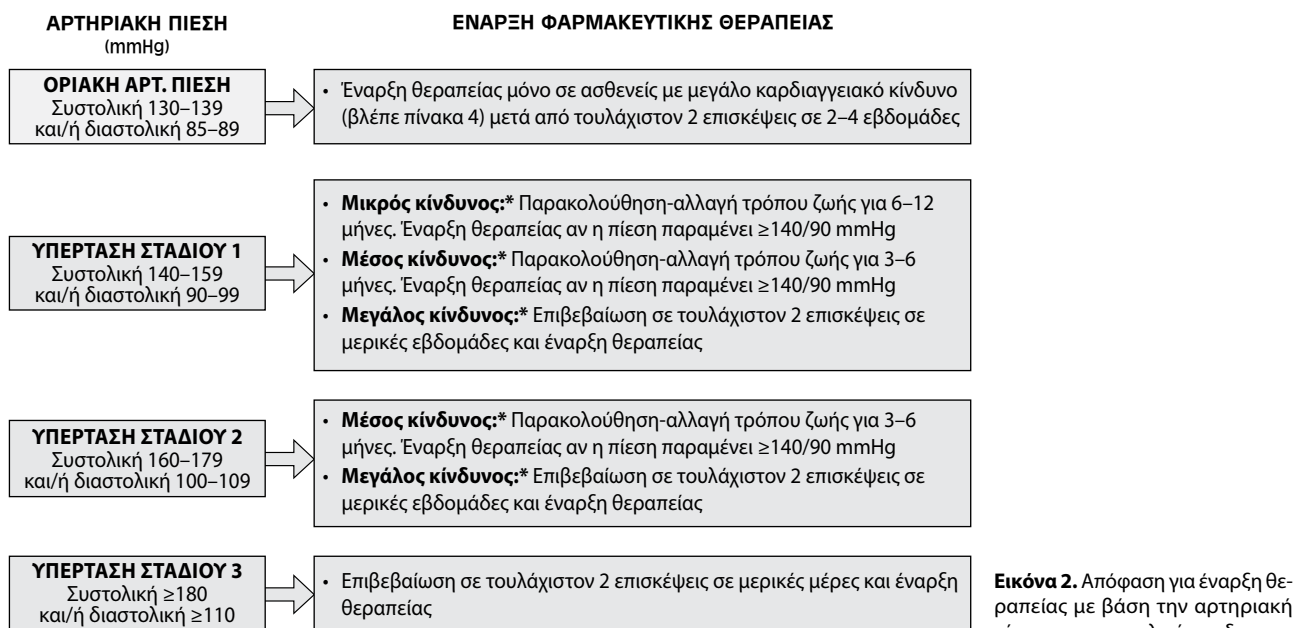 ΑΡΤΗΡΙΑΚΗ ΠΙΕΣΗ
(mmHg)
ΕΝΑΡΞΗ ΦΑΡΜΑΚΕΥΤΙΚΗΣ ΘΕΡΑΠΕΙΑΣ
ΟΡΙΑΚΗ ΑΡΤ. ΠΙΕΣΗ
Συστολική 130–139
και/ή διαστολική 85–89
• Έναρξη θεραπείας μόνο σε ασθενείς με μεγάλο καρδιαγγειακό κίνδυνο
(βλέπε πίνακα 4) μετά από τουλάχιστον 2 επισκέψεις σε 2–4 εβδομάδες
ΥΠΕΡΤΑΣΗ ΣΤΑΔΙΟΥ 1
Συστολική 140–159
και/ή διαστολική 90–99
• Μικρός κίνδυνος:* Παρακολούθηση-αλλαγή τρόπου ζωής για 6–12
μήνες. Έναρξη θεραπείας αν η πίεση παραμένει ≥140/90 mmHg
• Μέσος κίνδυνος:* Παρακολούθηση-αλλαγή τρόπου ζωής για 3–6
μήνες. Έναρξη θεραπείας αν η πίεση παραμένει ≥140/90 mmHg
• Μεγάλος κίνδυνος:* Επιβεβαίωση σε τουλάχιστον 2 επισκέψεις σε
μερικές εβδομάδες και έναρξη θεραπείας
ΥΠΕΡΤΑΣΗ ΣΤΑΔΙΟΥ 2
Συστολική 160–179
και/ή διαστολική 100–109
• Μέσος κίνδυνος:* Παρακολούθηση-αλλαγή τρόπου ζωής για 3–6
μήνες. Έναρξη θεραπείας αν η πίεση παραμένει ≥140/90 mmHg
• Μεγάλος κίνδυνος:* Επιβεβαίωση σε τουλάχιστον 2 επισκέψεις σε
μερικές εβδομάδες και έναρξη θεραπείας
ΥΠΕΡΤΑΣΗ ΣΤΑΔΙΟΥ 3
Συστολική ≥180
και/ή διαστολική ≥110
• Επιβεβαίωση σε τουλάχιστον 2 επισκέψεις σε μερικές μέρες και έναρξη
θεραπείας
Εικόνα 2. Απόφαση για έναρξη θε-
ραπείας με βάση την αρτηριακή